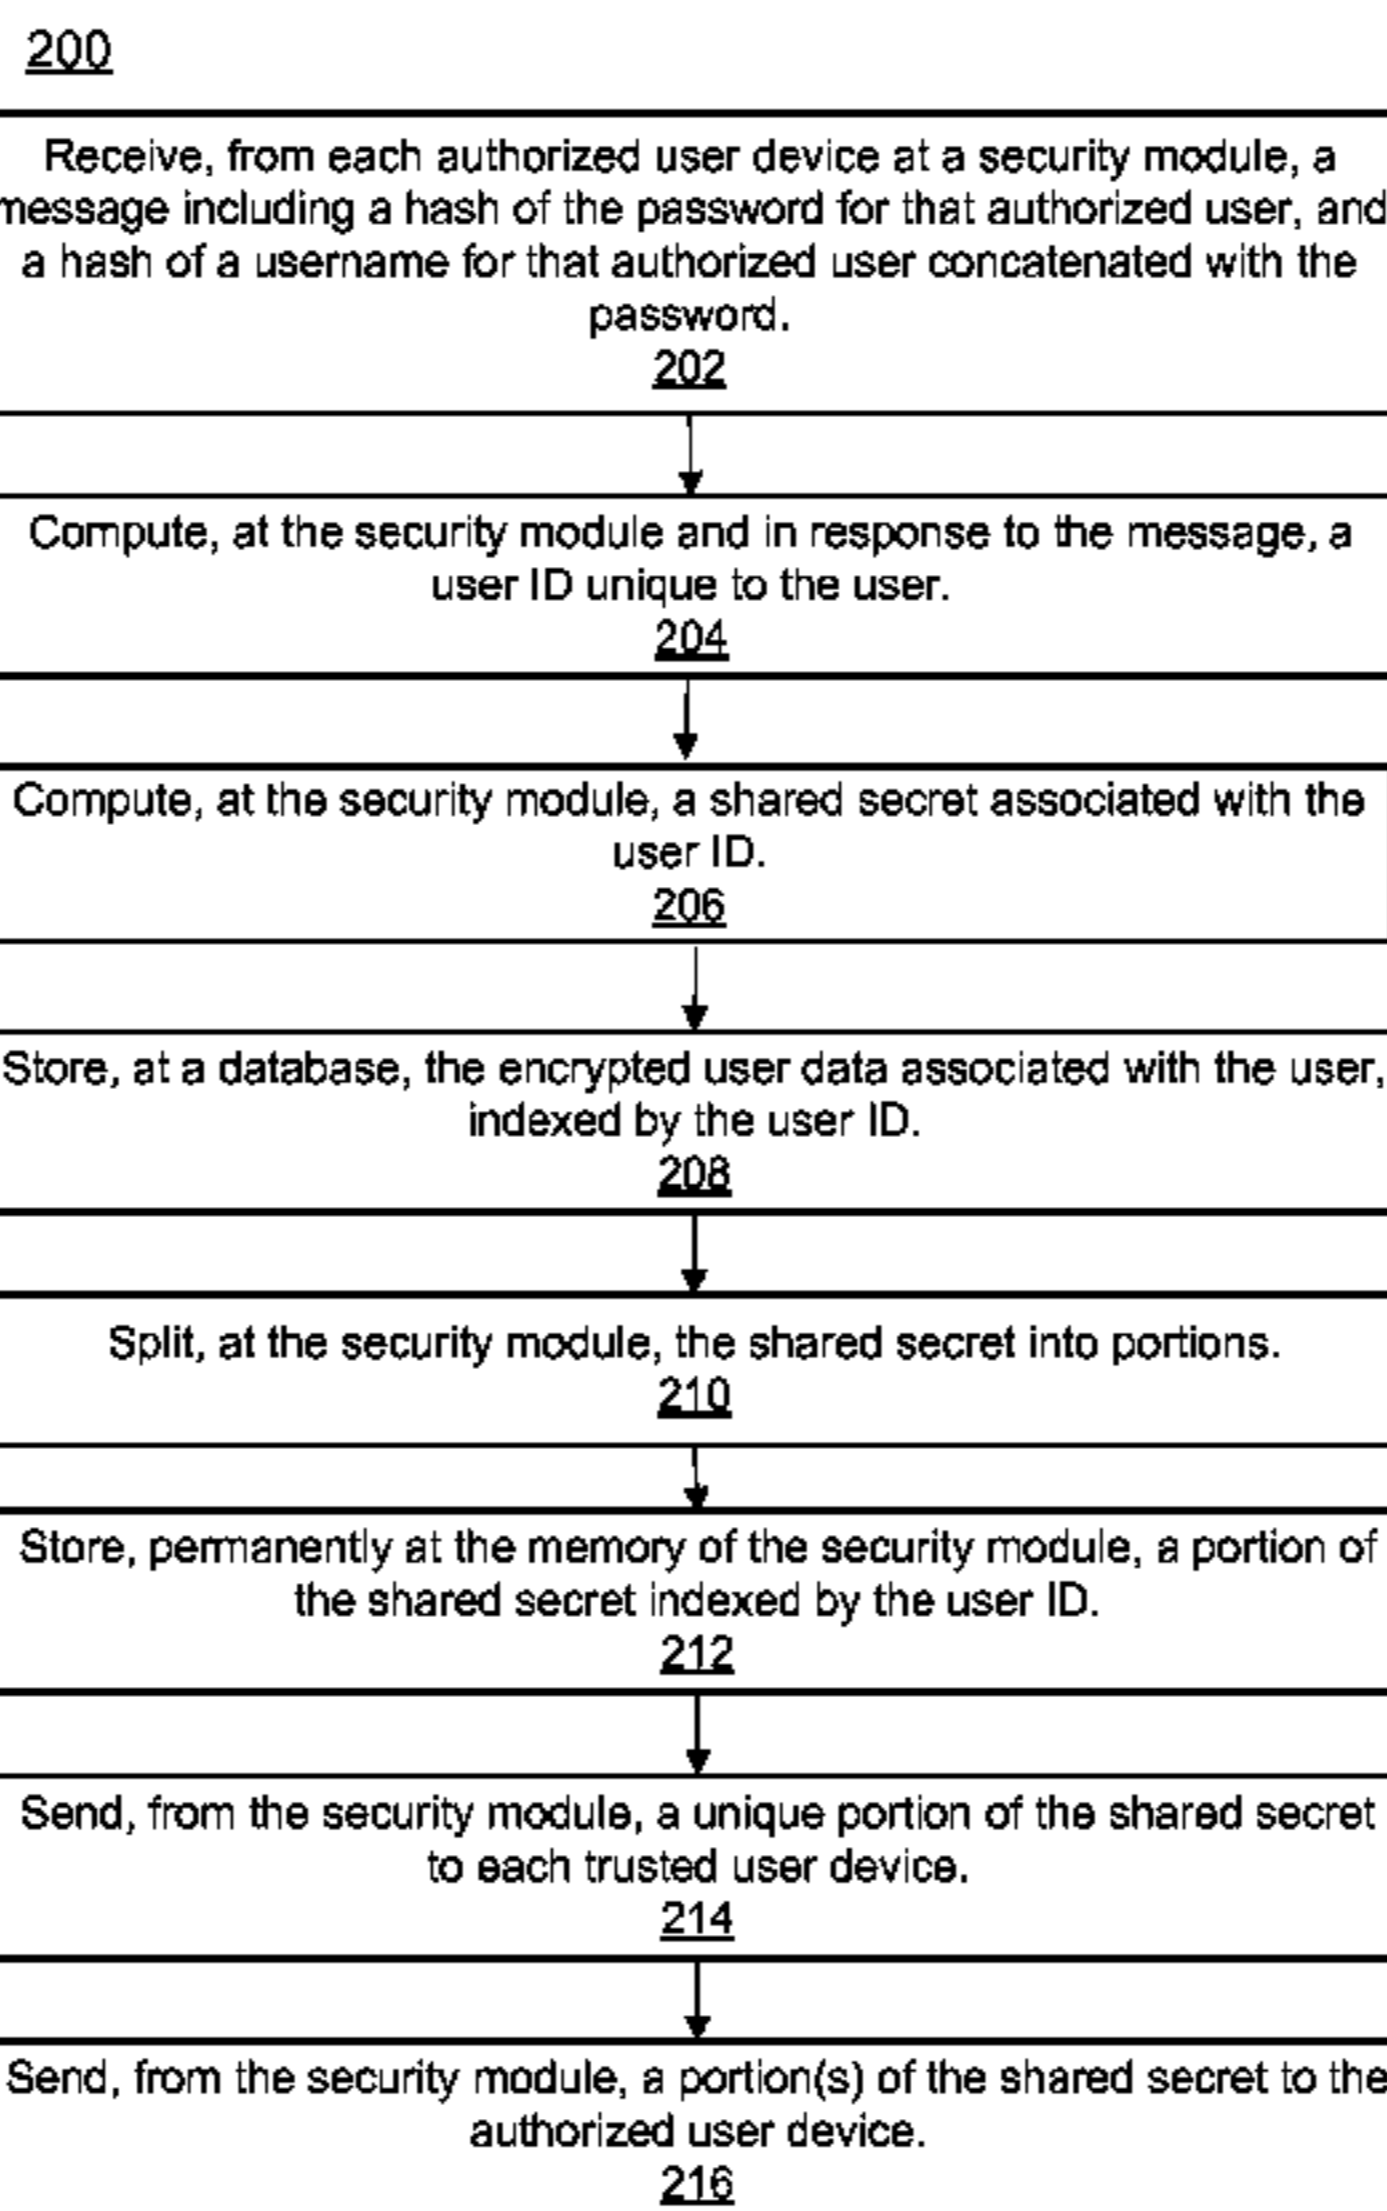 200
Receive, from each authorized user device at a security module, a
message including a hash of the password for that authorized user, and
a hash of a username for that authorized user concatenated with the
password.
202
Compute, at the security module and in response to the message, a
user ID unique to the user.
204
Compute, at the security module, a shared secret associated with the
user ID.
206
Store, at a database, the encrypted user data associated with the user,
indexed by the user ID.
208
Split, at the security module, the shared secret into portions.
210
Store, permanently at the memory of the security module, a portion of
the shared secret indexed by the user ID.
212
Send, from the security module, a unique portion of the shared secret
to each trusted user device.
214
Send, from the security module, a portion(s) of the shared secret to the
authorized user device.
216